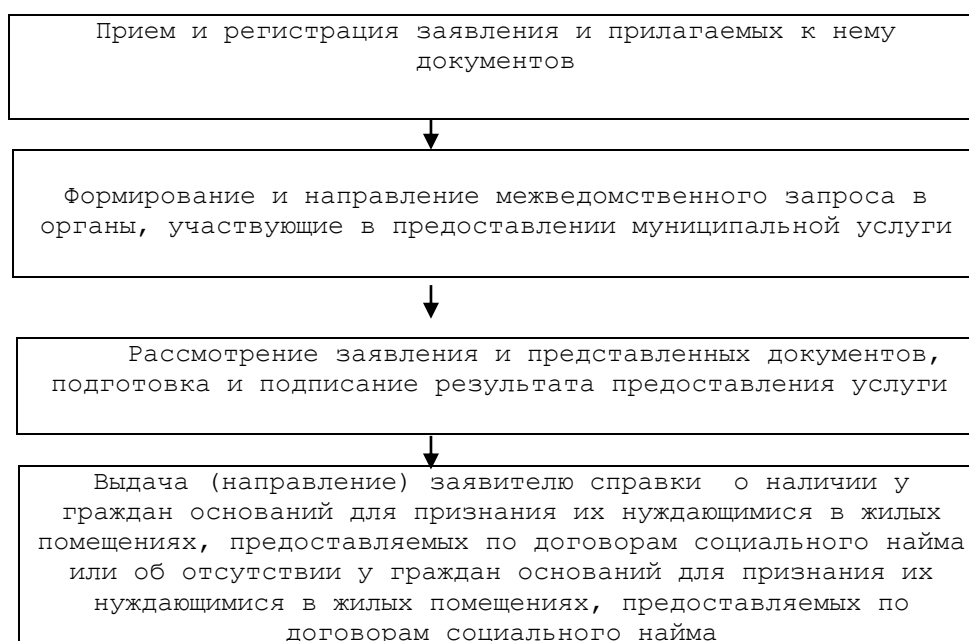 Прием и регистрация заявления и прилагаемых к нему
документов
Формирование и направление межведомственного запроса в
органы, участвующие в предоставлении муниципальной услуги
Рассмотрение заявления и представленных документов,
подготовка и подписание результата предоставления услуги
Выдача (направление) заявителю справки о наличии у
граждан оснований для признания их нуждающимися в жилых
помещениях, предоставляемых по договорам социального найма
или об отсутствии у граждан оснований для признания их
нуждающимися в жилых помещениях, предоставляемых по
договорам социального найма